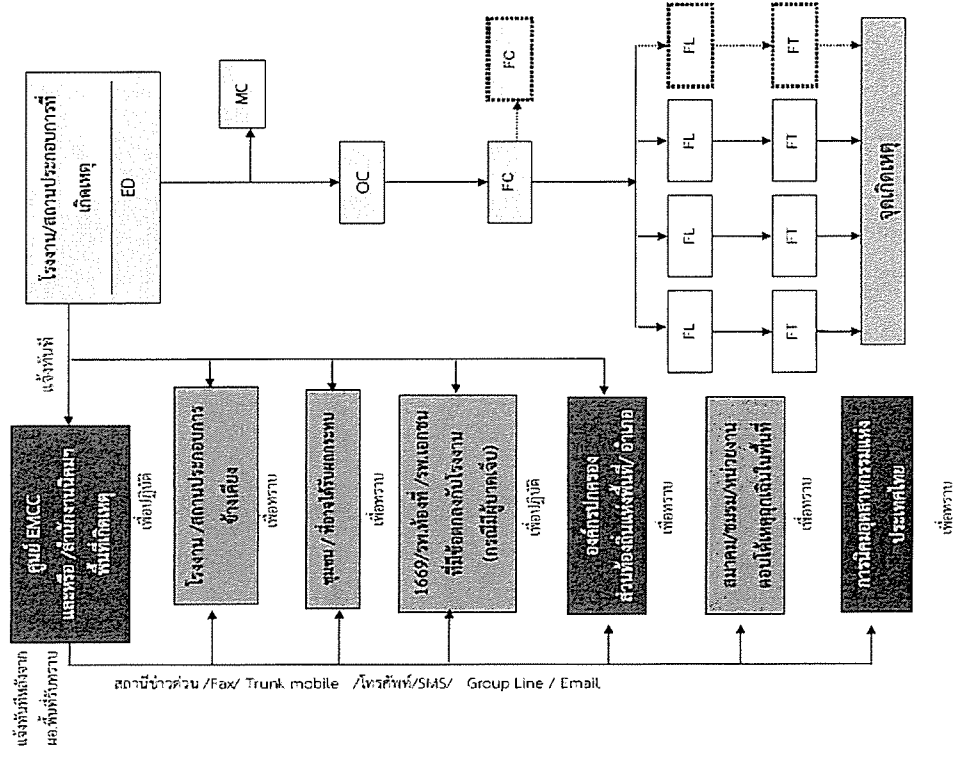 โรงงาน/สถานประกอบการที่
เกิดเหตุ
ED
MC
OC
FC
FC
FL
FL
FL
FL
FT
FT
FT
FT
จุดเกิดเหตุ
แจ้งทันที
ศูนย์ EMCC
และหรือ/สำนักงานนิคมฯ
พื้นที่เกิดเหตุ
เพื่อปฏิบัติ
โรงงาน/สถานประกอบการ
ข้างเคียง
เพื่อทราบ
ชุมชน / ที่อาจได้รับผลกระทบ
เพื่อทราบ
1669/รพ.ท้องที่ /รพ.เอกชน
ที่มีข้อตกลงกับโรงงาน
(กรณีมีผู้บาดเจ็บ)
เพื่อปฏิบัติ
องค์กรปกครอง
ส่วนท้องถิ่นแห่งพื้นที่/ อำเภอ
เพื่อทราบ
สมาคม/ชมรม/หน่วยงาน
ตอบโต้เหตุฉุกเฉินในพื้นที่
เพื่อทราบ
การนิคมอุตสาหกรรมแห่ง
ประเทศไทย
เพื่อทราบ
แจ้งทันทีหลังจาก
ผอ.พื้นที่รับทราบ
สถานีข่าวด่วน /Fax/ Trunk mobile /โทรศัพท์/SMS/ Group Line / Email